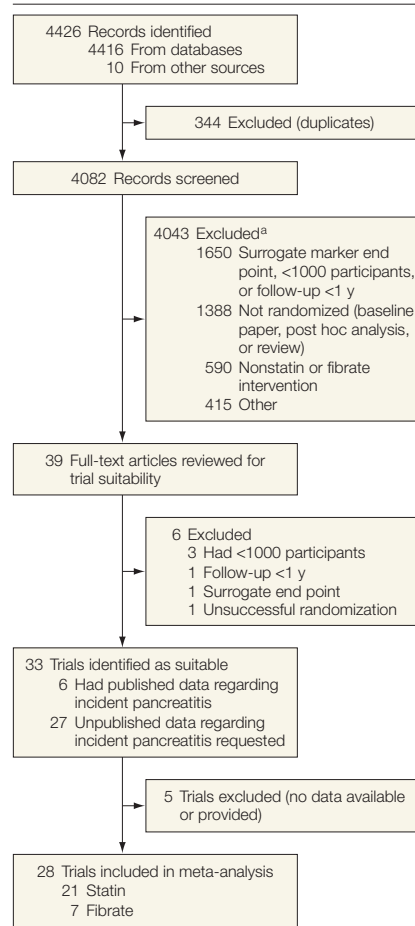 4426 Records identified
4416 From databases
10 From other sources
344 Excluded (duplicates)
4082 Records screened
4043 Excludedª
1650 Surrogate marker end
point, <1000 participants,
or follow-up <1 y
1388 Not randomized (baseline
paper, post hoc analysis,
or review)
590 Nonstatin or fibrate
intervention
415 Other
39 Full-text articles reviewed for
trial suitability
6 Excluded
3 Had <1000 participants
1 Follow-up <1 y
1 Surrogate end point
1 Unsuccessful randomization
33 Trials identified as suitable
6 Had published data regarding
incident pancreatitis
27 Unpublished data regarding
incident pancreatitis requested
5 Trials excluded (no data available
or provided)
28 Trials included in meta-analysis
21 Statin
7 Fibrate